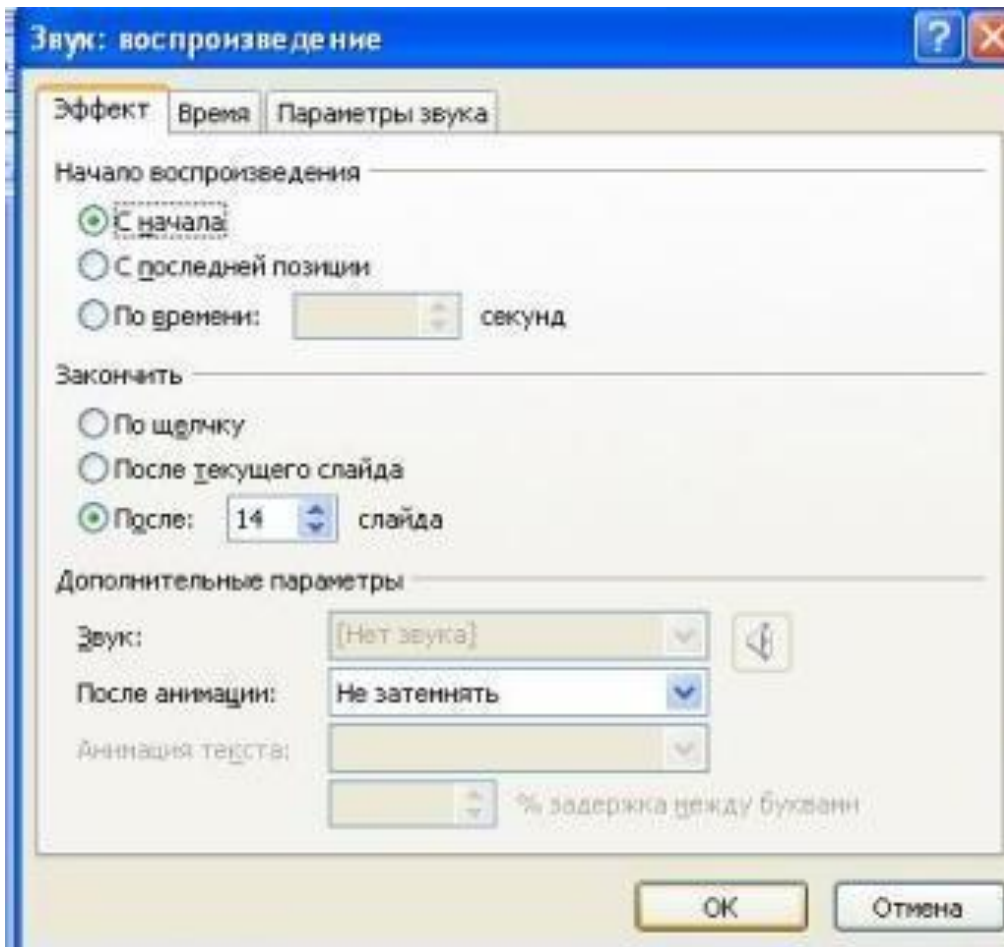 Звук: воспроизведение
?
Эффект Время Параметры звука
Начало воспроизведения
С начала
С последней позиции
По времени: секунд
Закончить
По щелчку
После текущего слайда
После: 14 слайда
Дополнительные параметры
Звук: [Нет звука]
После анимации: Не затемнять
Анимация текста:
% задержка между буквами
ОК Отмена